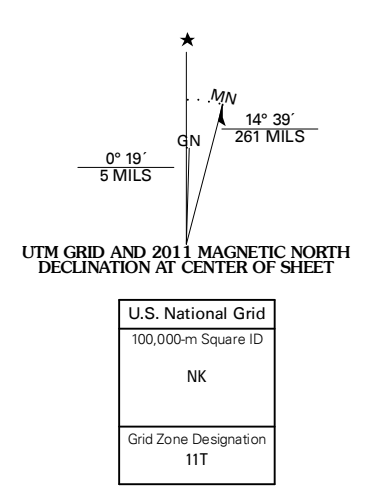 ★
MN
14° 39´
261 MILS
GN
0° 19´
5 MILS
UTM GRID AND 2011 MAGNETIC NORTH
DECLINATION AT CENTER OF SHEET
U.S. National Grid
100,000-m Square ID
NK
Grid Zone Designation
11T